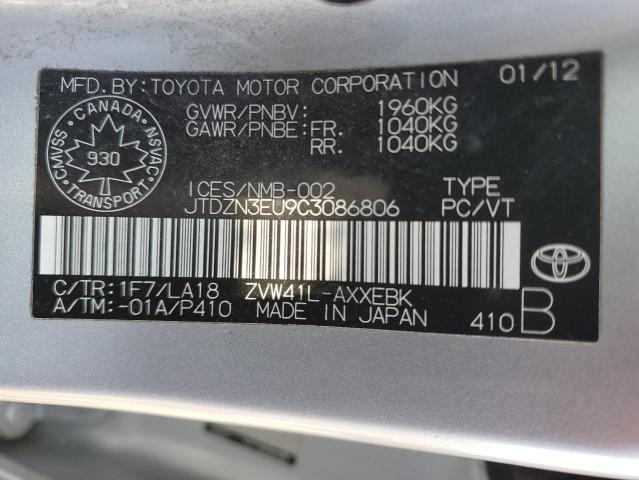 MFD.BY:TOYOTA MOTOR CORPORATION 01/12
GVWR/PNBV: 1960KG
GAWR/PNBE:FR. 1040KG
RR. 1040KG
CANADA
CMVSS
NSVAC
930
TRANSPORT
ICES/NMB-002 TYPE
JTDZN3EU9C3086806 PC/VT
C/TR:1F7/LA18 ZVW41L-AXXEBK
A/TM:-01A/P410 MADE IN JAPAN 410 B